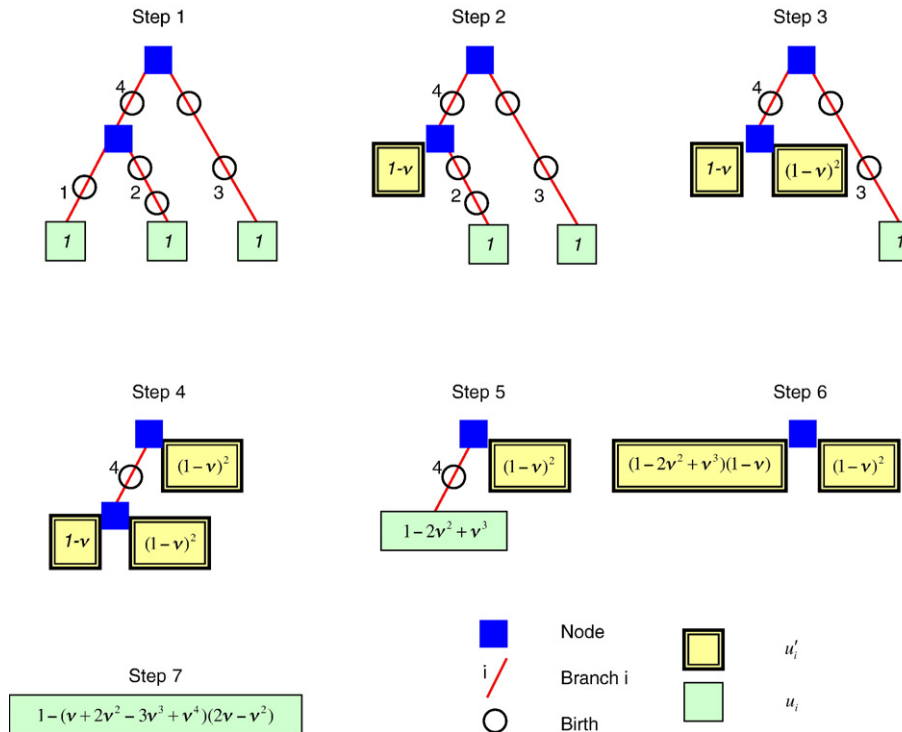 Step 1
4
1
2
3
1
1
1
Step 2
4
1-ν
2
3
1
1
Step 3
4
1-ν
(1-ν)²
3
1
Step 4
(1-ν)²
4
1-ν
(1-ν)²
Step 5
4
(1-ν)²
1-2ν²+ν³
Step 6
(1-2ν²+ν³)(1-ν)
(1-ν)²
Step 7
1-(ν+2ν²-3ν³+ν⁴)(2ν-ν²)
Node
i
Branch i
Birth
u′ᵢ
uᵢ